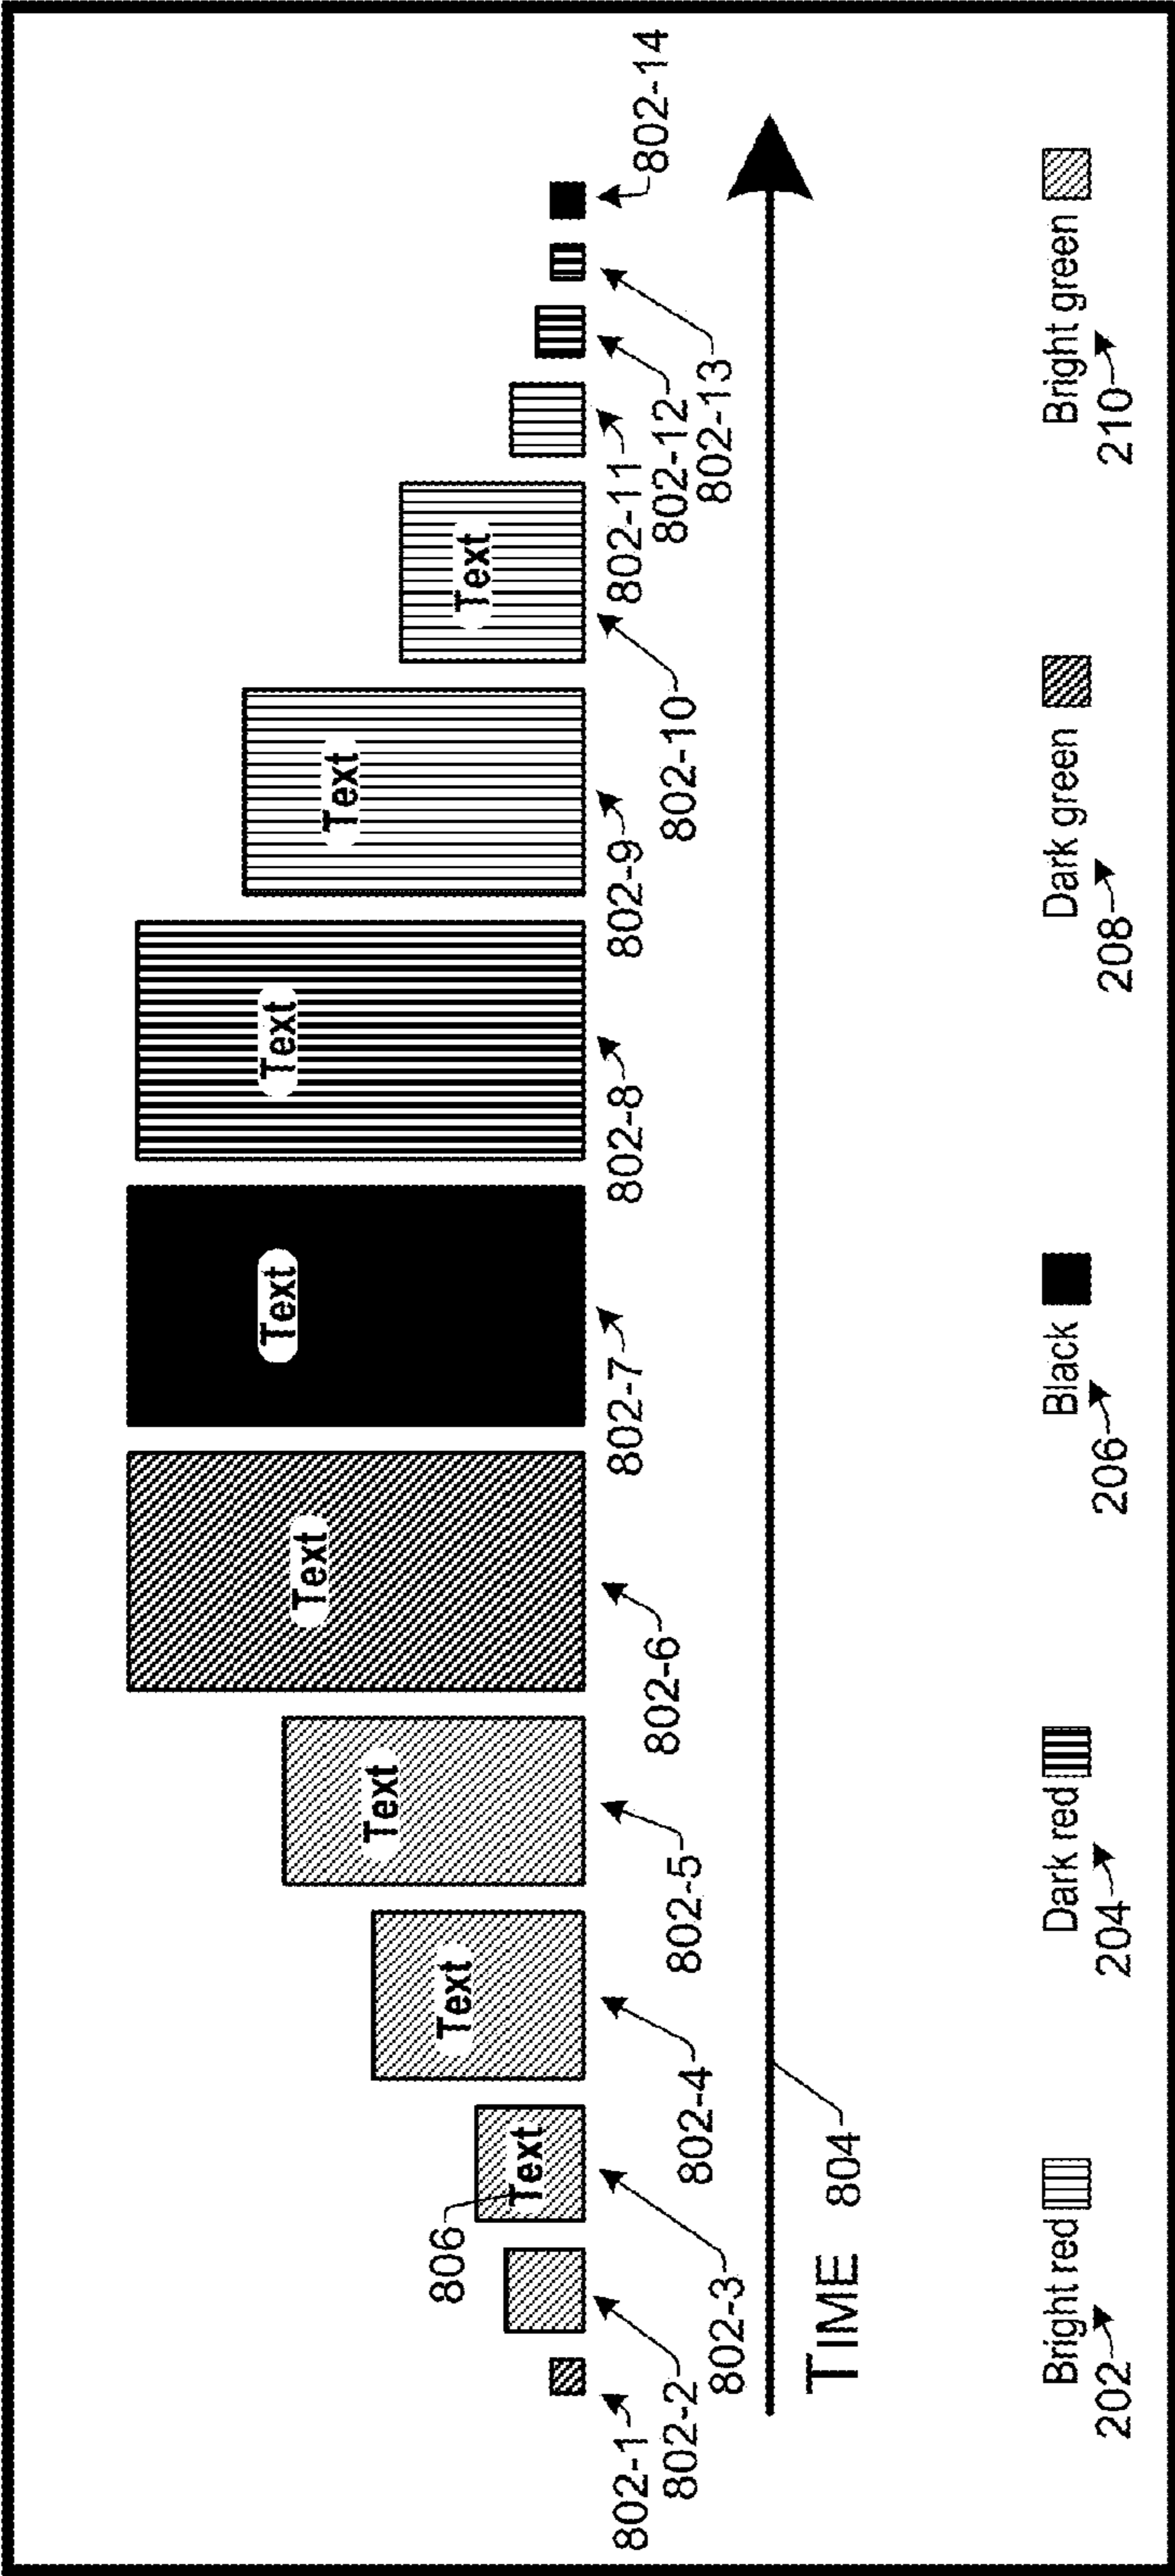 Text
Text
Text
Text
Text
Text
Text
Text
806
802-1
802-2
802-3
802-4
802-5
802-6
802-7
802-8
802-9
802-10
802-11
802-12
802-13
802-14
TIME 804
Bright red
202
Dark red
204
Black
206
Dark green
208
Bright green
210